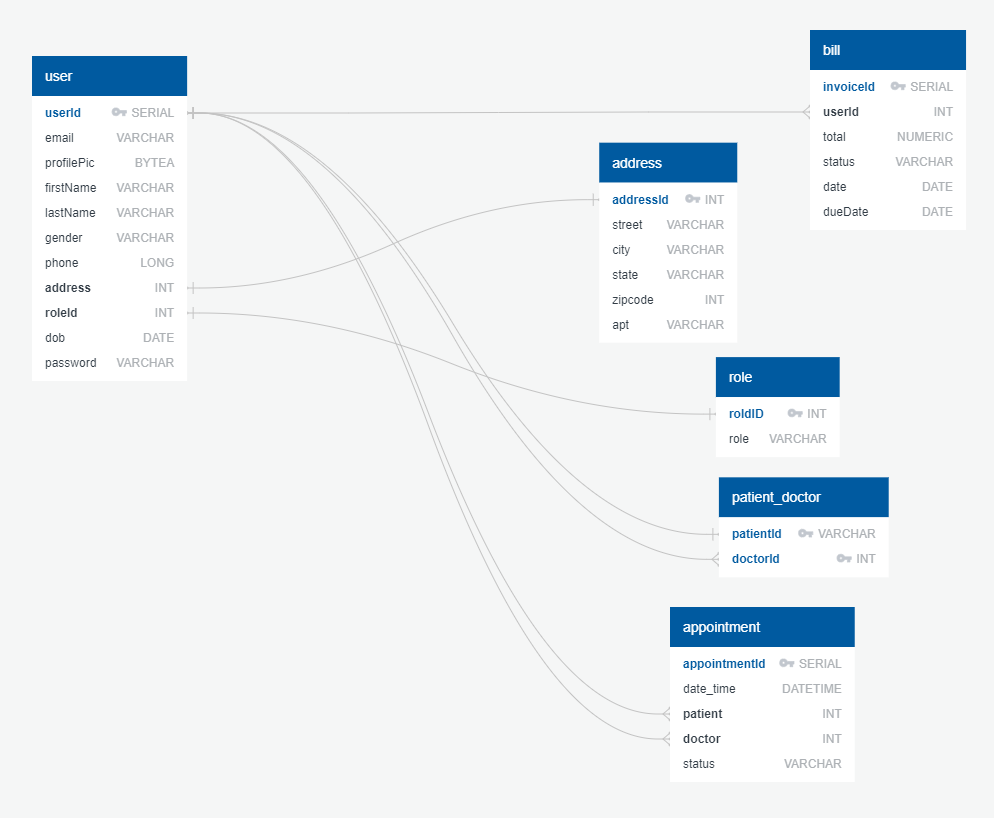 user
userId SERIAL
email VARCHAR
profilePic BYTEA
firstName VARCHAR
lastName VARCHAR
gender VARCHAR
phone LONG
address INT
roleId INT
dob DATE
password VARCHAR
bill
invoiceId SERIAL
userId INT
total NUMERIC
status VARCHAR
date DATE
dueDate DATE
address
addressId INT
street VARCHAR
city VARCHAR
state VARCHAR
zipcode INT
apt VARCHAR
role
roldID INT
role VARCHAR
patient_doctor
patientId VARCHAR
doctorId INT
appointment
appointmentId SERIAL
date_time DATETIME
patient INT
doctor INT
status VARCHAR